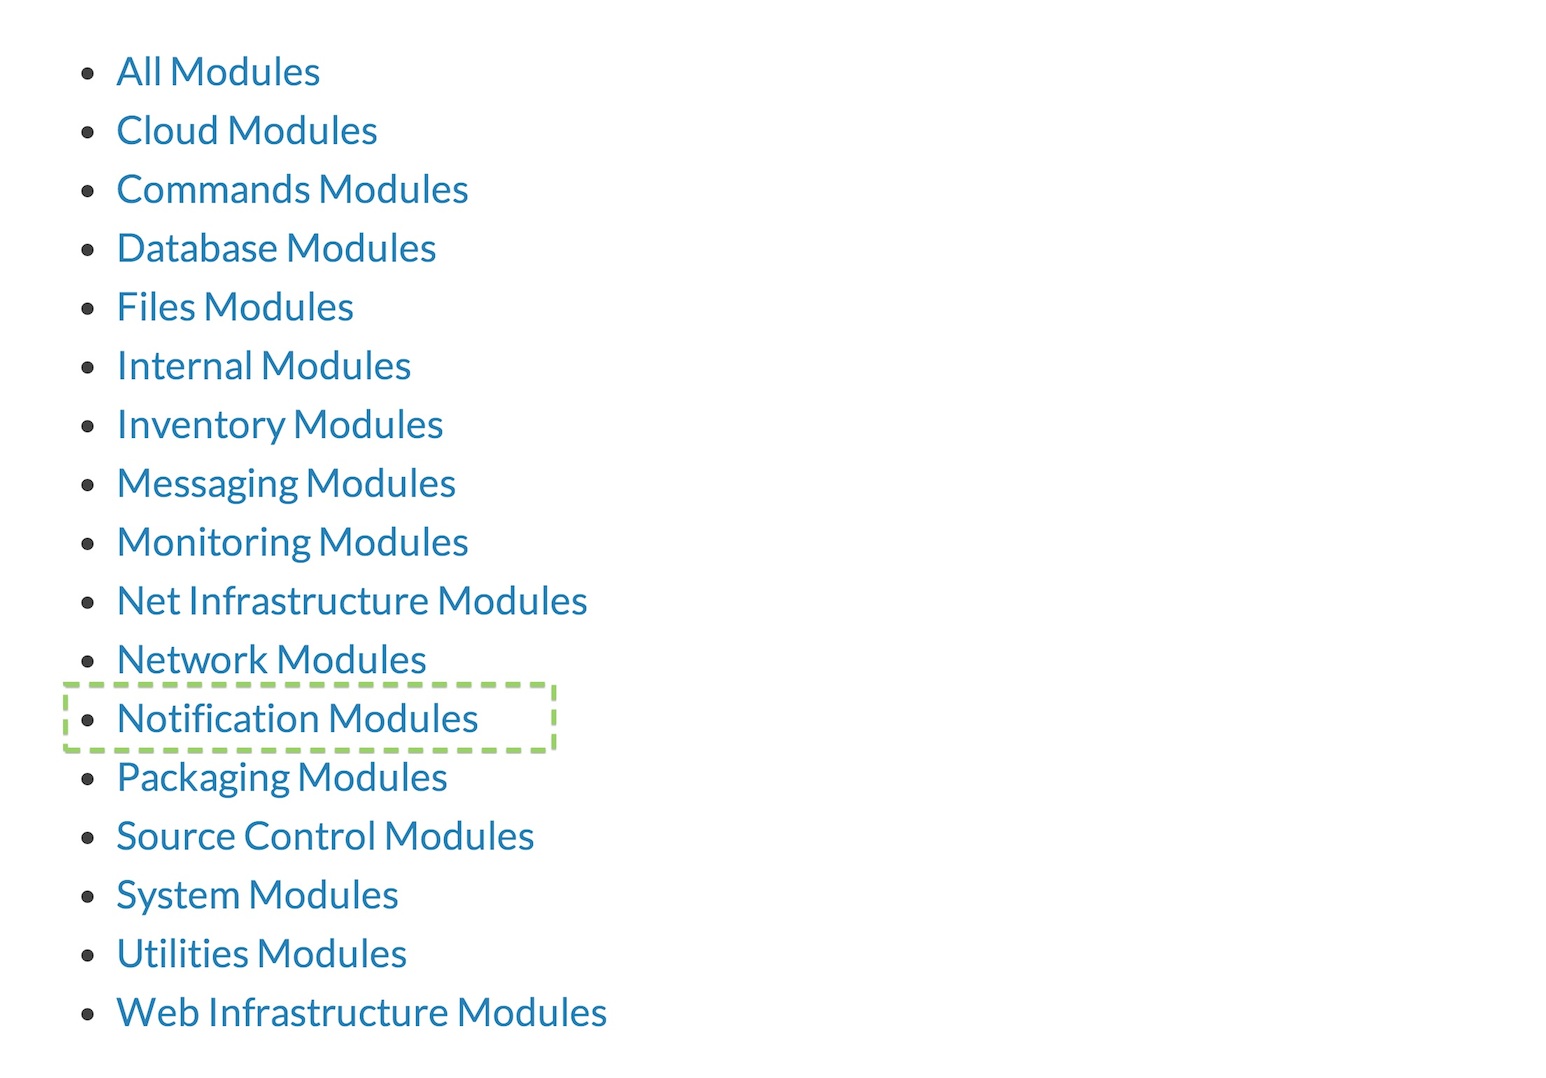 All Modules
Cloud Modules
Commands Modules
Database Modules
Files Modules
Internal Modules
Inventory Modules
Messaging Modules
Monitoring Modules
Net Infrastructure Modules
Network Modules
Notification Modules
Packaging Modules
Source Control Modules
System Modules
Utilities Modules
Web Infrastructure Modules